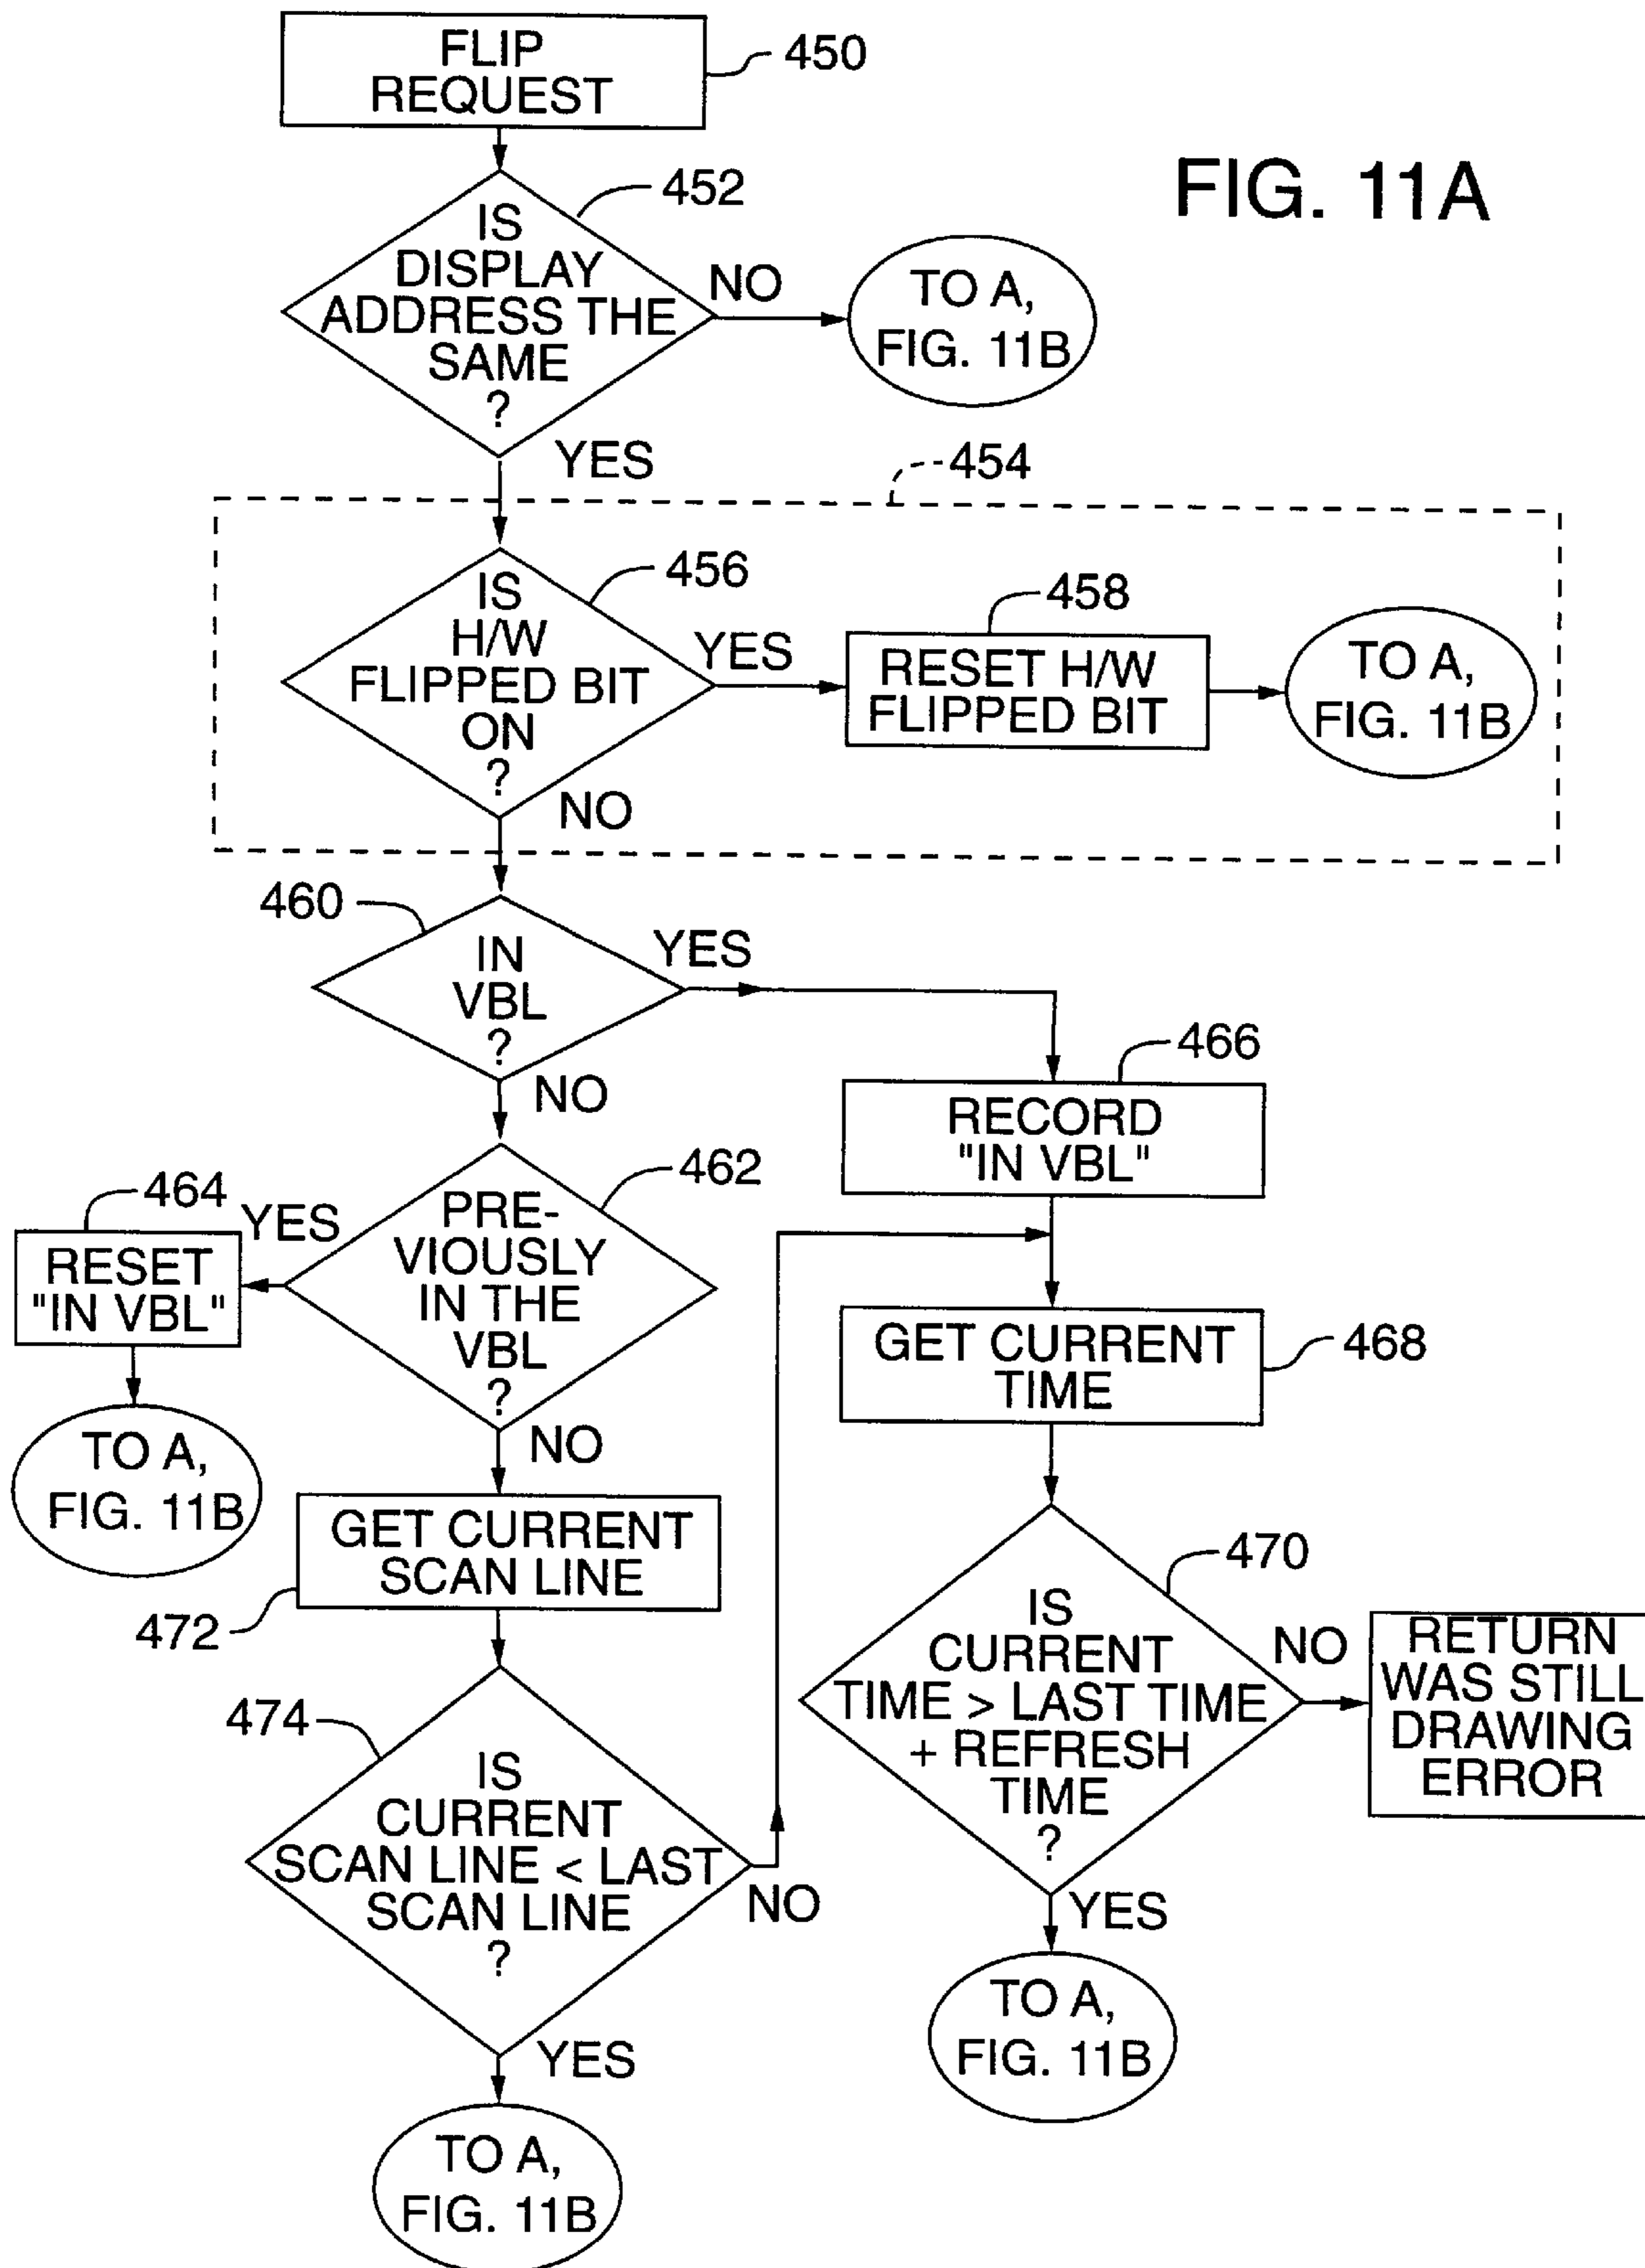 FLIP
REQUEST
450
FIG. 11A
452
IS
DISPLAY
ADDRESS THE
SAME
?
NO
TO A,
FIG. 11B
YES
454
456
IS
H/W
FLIPPED BIT
ON
?
YES
458
RESET H/W
FLIPPED BIT
TO A,
FIG. 11B
NO
460
IN
VBL
?
YES
NO
466
RECORD
"IN VBL"
462
PRE-
VIOUSLY
IN THE
VBL
?
464
YES
RESET
"IN VBL"
TO A,
FIG. 11B
NO
GET CURRENT
TIME
468
GET CURRENT
SCAN LINE
472
470
IS
CURRENT
TIME > LAST TIME
+ REFRESH
TIME
?
NO
RETURN
WAS STILL
DRAWING
ERROR
474
IS
CURRENT
SCAN LINE < LAST
SCAN LINE
?
NO
YES
TO A,
FIG. 11B
YES
TO A,
FIG. 11B